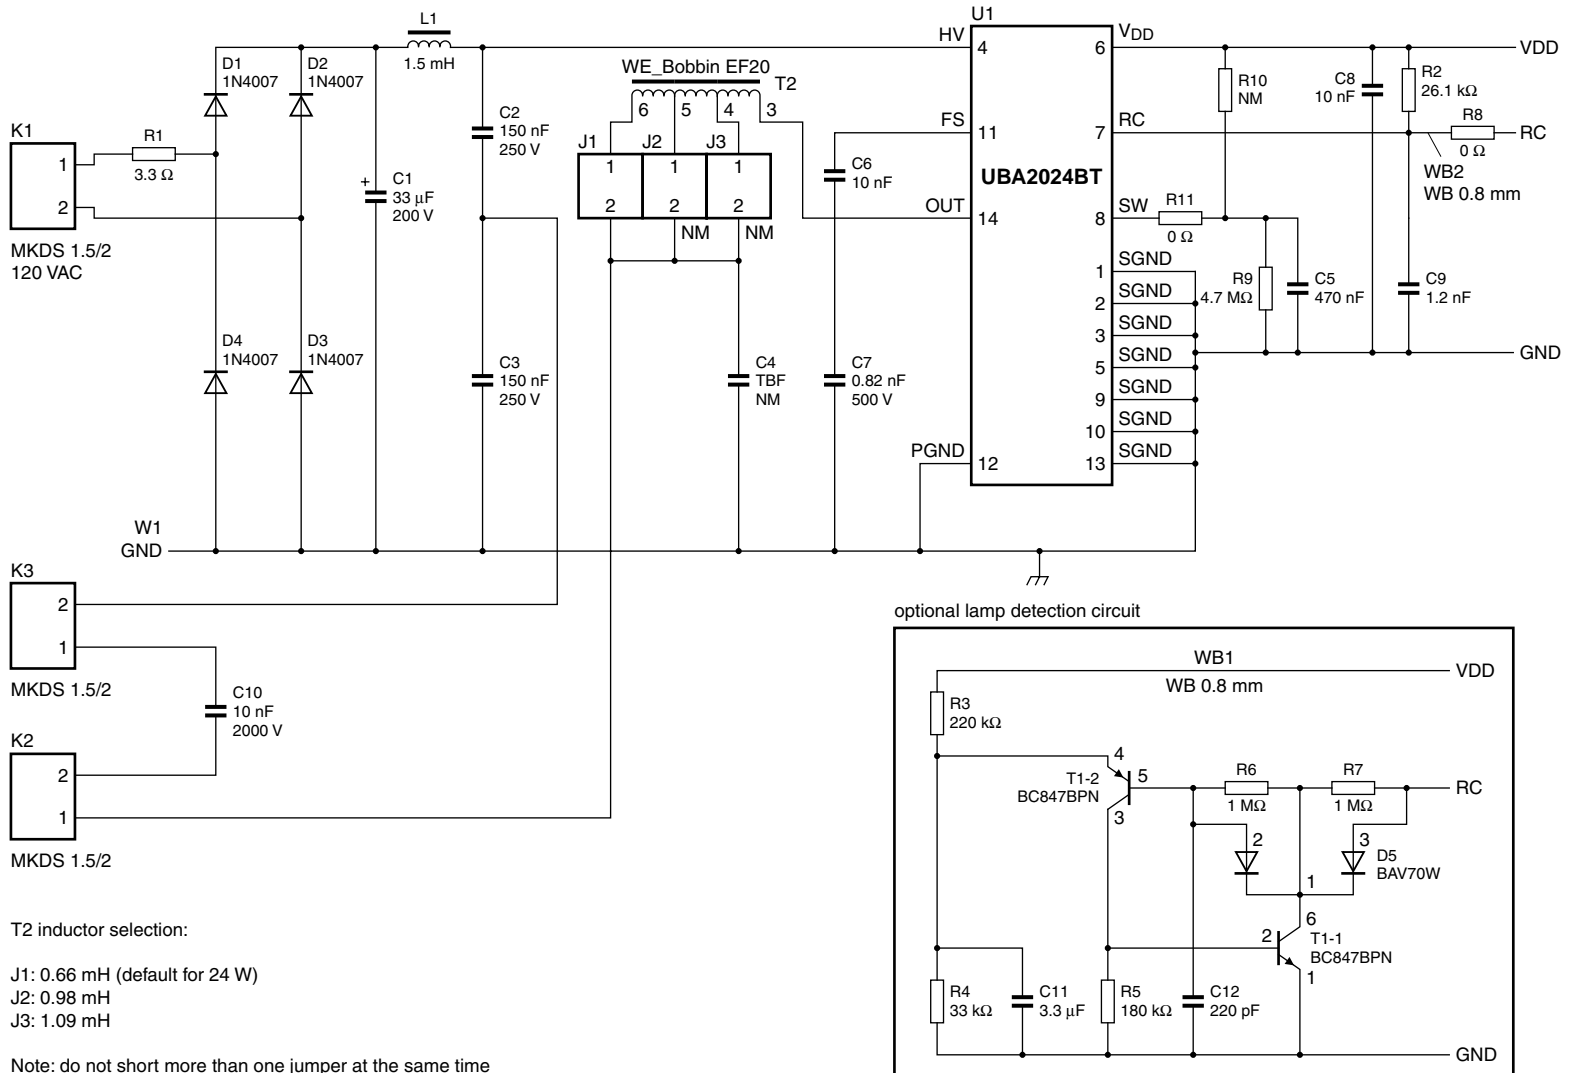 L1
1.5 mH
D1
1N4007
D2
1N4007
K1
1
2
MKDS 1.5/2
120 VAC
R1
3.3 Ω
C1
33 µF
200 V
+
D4
1N4007
D3
1N4007
C2
150 nF
250 V
C3
150 nF
250 V
WE_Bobbin EF20
T2
6
5
4
3
J1
J2
J3
1
1
1
2
2
2
NM
NM
C4
TBF
NM
C6
10 nF
C7
0.82 nF
500 V
U1
UBA2024BT
HV
4
FS
11
OUT
14
PGND
12
6
VDD
7
RC
8
SW
1
SGND
2
SGND
3
SGND
5
SGND
9
SGND
10
SGND
13
SGND
R10
NM
C8
10 nF
R2
26.1 kΩ
R8
0 Ω
WB2
WB 0.8 mm
R11
0 Ω
R9
4.7 MΩ
C5
470 nF
C9
1.2 nF
VDD
RC
GND
W1
GND
K3
2
1
MKDS 1.5/2
C10
10 nF
2000 V
K2
2
1
MKDS 1.5/2
optional lamp detection circuit
WB1
WB 0.8 mm
VDD
R3
220 kΩ
4
T1-2
BC847BPN
5
3
R6
1 MΩ
R7
1 MΩ
RC
2
3
D5
BAV70W
1
6
2
T1-1
BC847BPN
1
R4
33 kΩ
C11
3.3 µF
R5
180 kΩ
C12
220 pF
GND
T2 inductor selection:
J1: 0.66 mH (default for 24 W)
J2: 0.98 mH
J3: 1.09 mH
Note: do not short more than one jumper at the same time